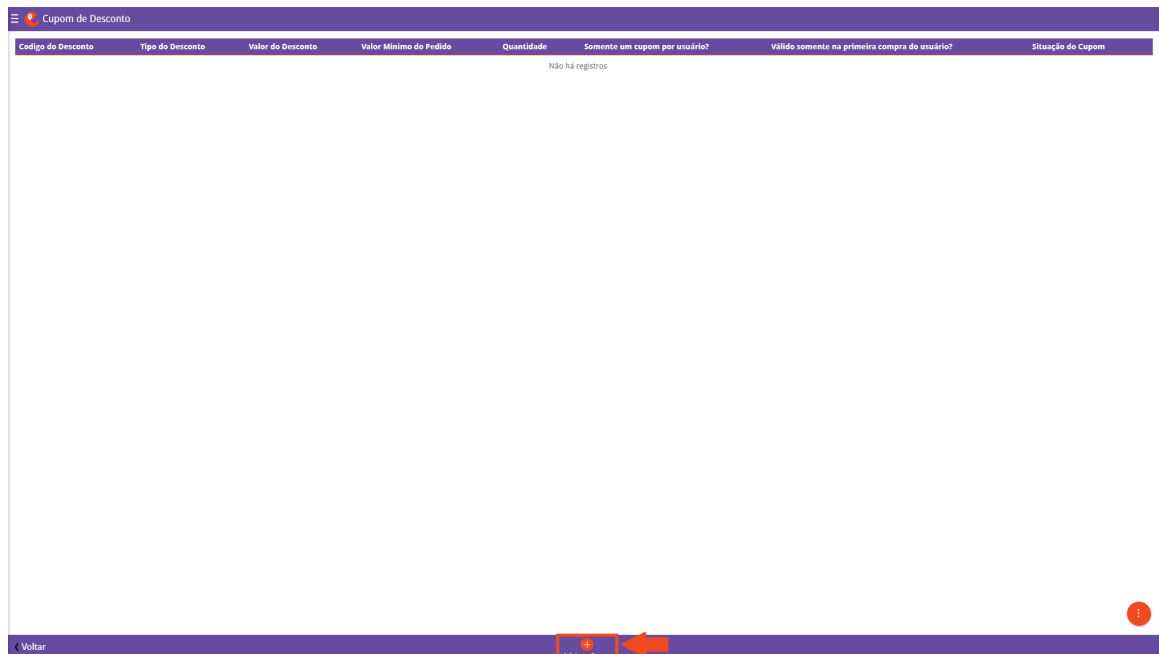 Cupom de Desconto
Codigo do Desconto Tipo do Desconto Valor do Desconto Valor Minimo do Pedido Quantidade Somente um cupom por usuário? Válido somente na primeira compra do usuário? Situação do Cupom
Não há registros
Voltar